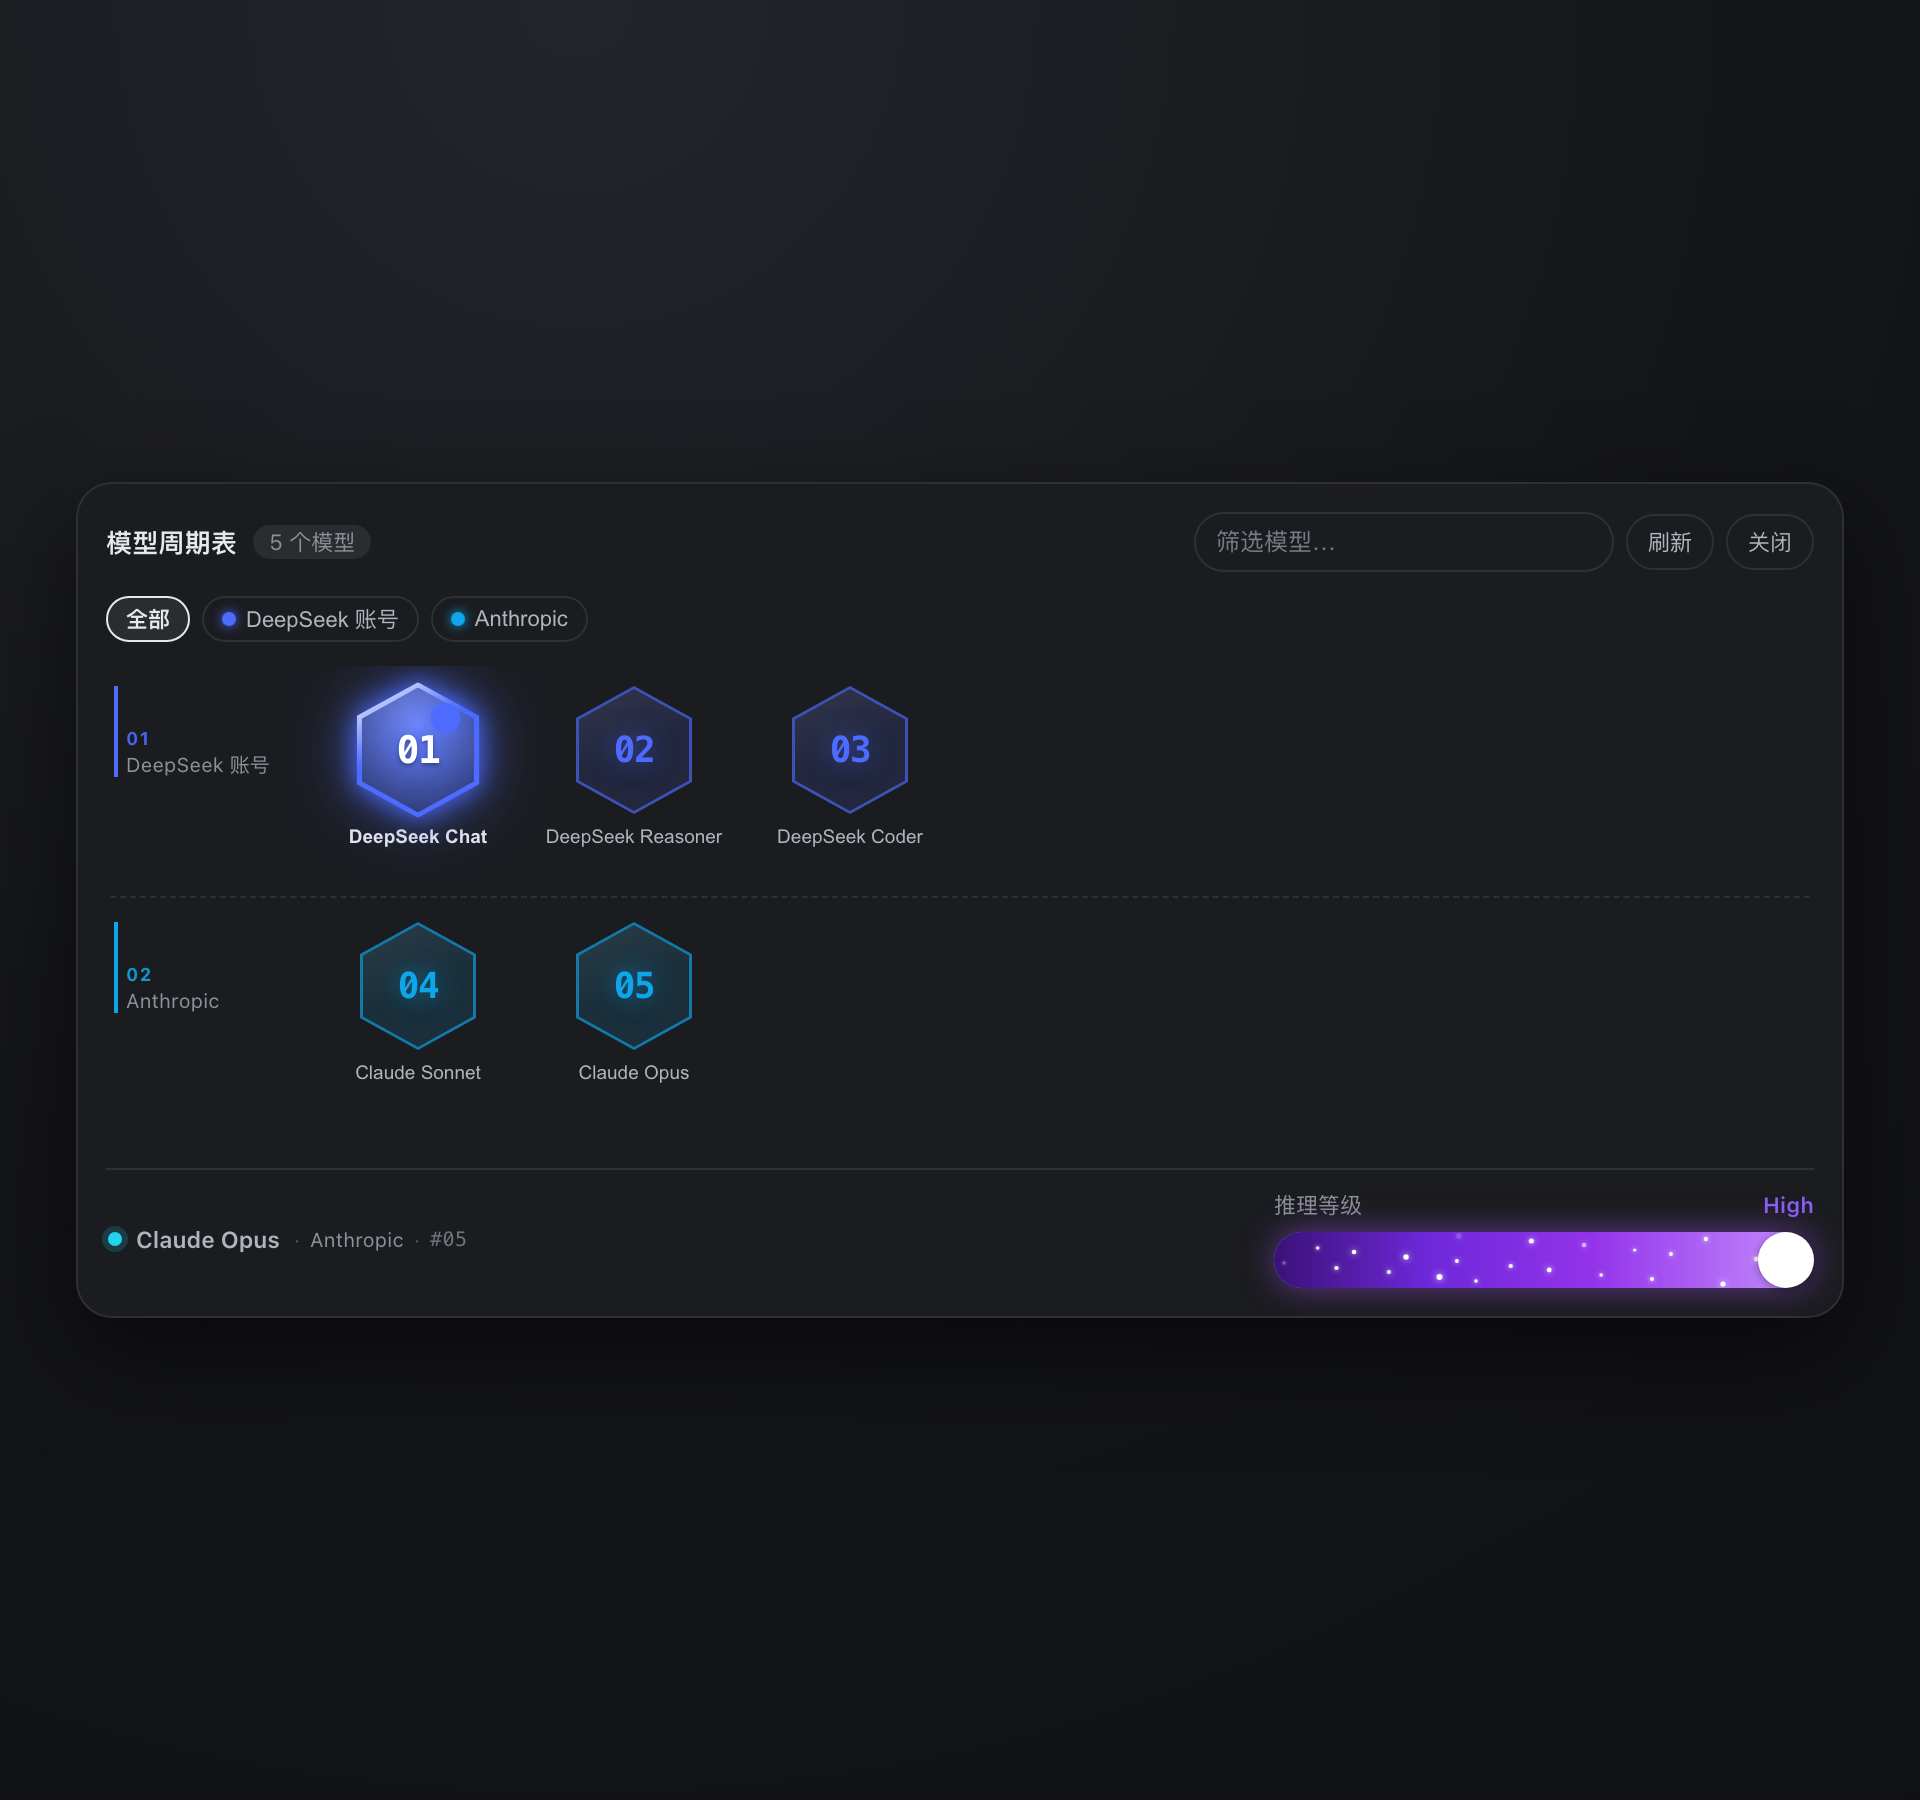 模型周期表
5 个模型
筛选模型...
刷新
关闭
全部
DeepSeek 账号
Anthropic
01
DeepSeek 账号
01
DeepSeek Chat
02
DeepSeek Reasoner
03
DeepSeek Coder
02
Anthropic
04
Claude Sonnet
05
Claude Opus
Claude Opus · Anthropic · #05
推理等级
High